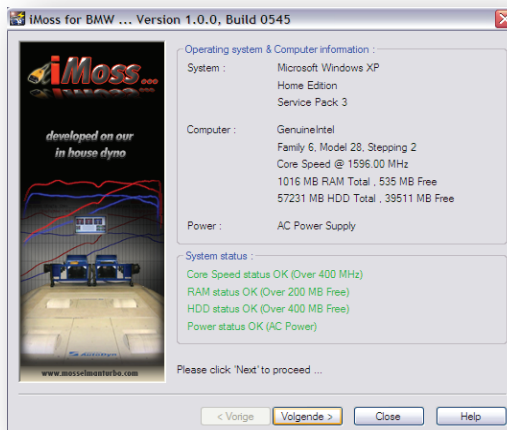 iMoss for BMW ... Version 1.0.0, Build 0545
iMoss...
developed on our
in house dyno
www.mosselmanturbo.com
Operating system & Computer information :
System : Microsoft Windows XP
Home Edition
Service Pack 3
Computer : GenuineIntel
Family 6, Model 28, Stepping 2
Core Speed @ 1596.00 MHz
1016 MB RAM Total , 535 MB Free
57231 MB HDD Total , 39511 MB Free
Power : AC Power Supply
System status :
Core Speed status OK (Over 400 MHz)
RAM status OK (Over 200 MB Free)
HDD status OK (Over 400 MB Free)
Power status OK (AC Power)
Please click 'Next' to proceed ...
< Vorige Volgende > Close Help